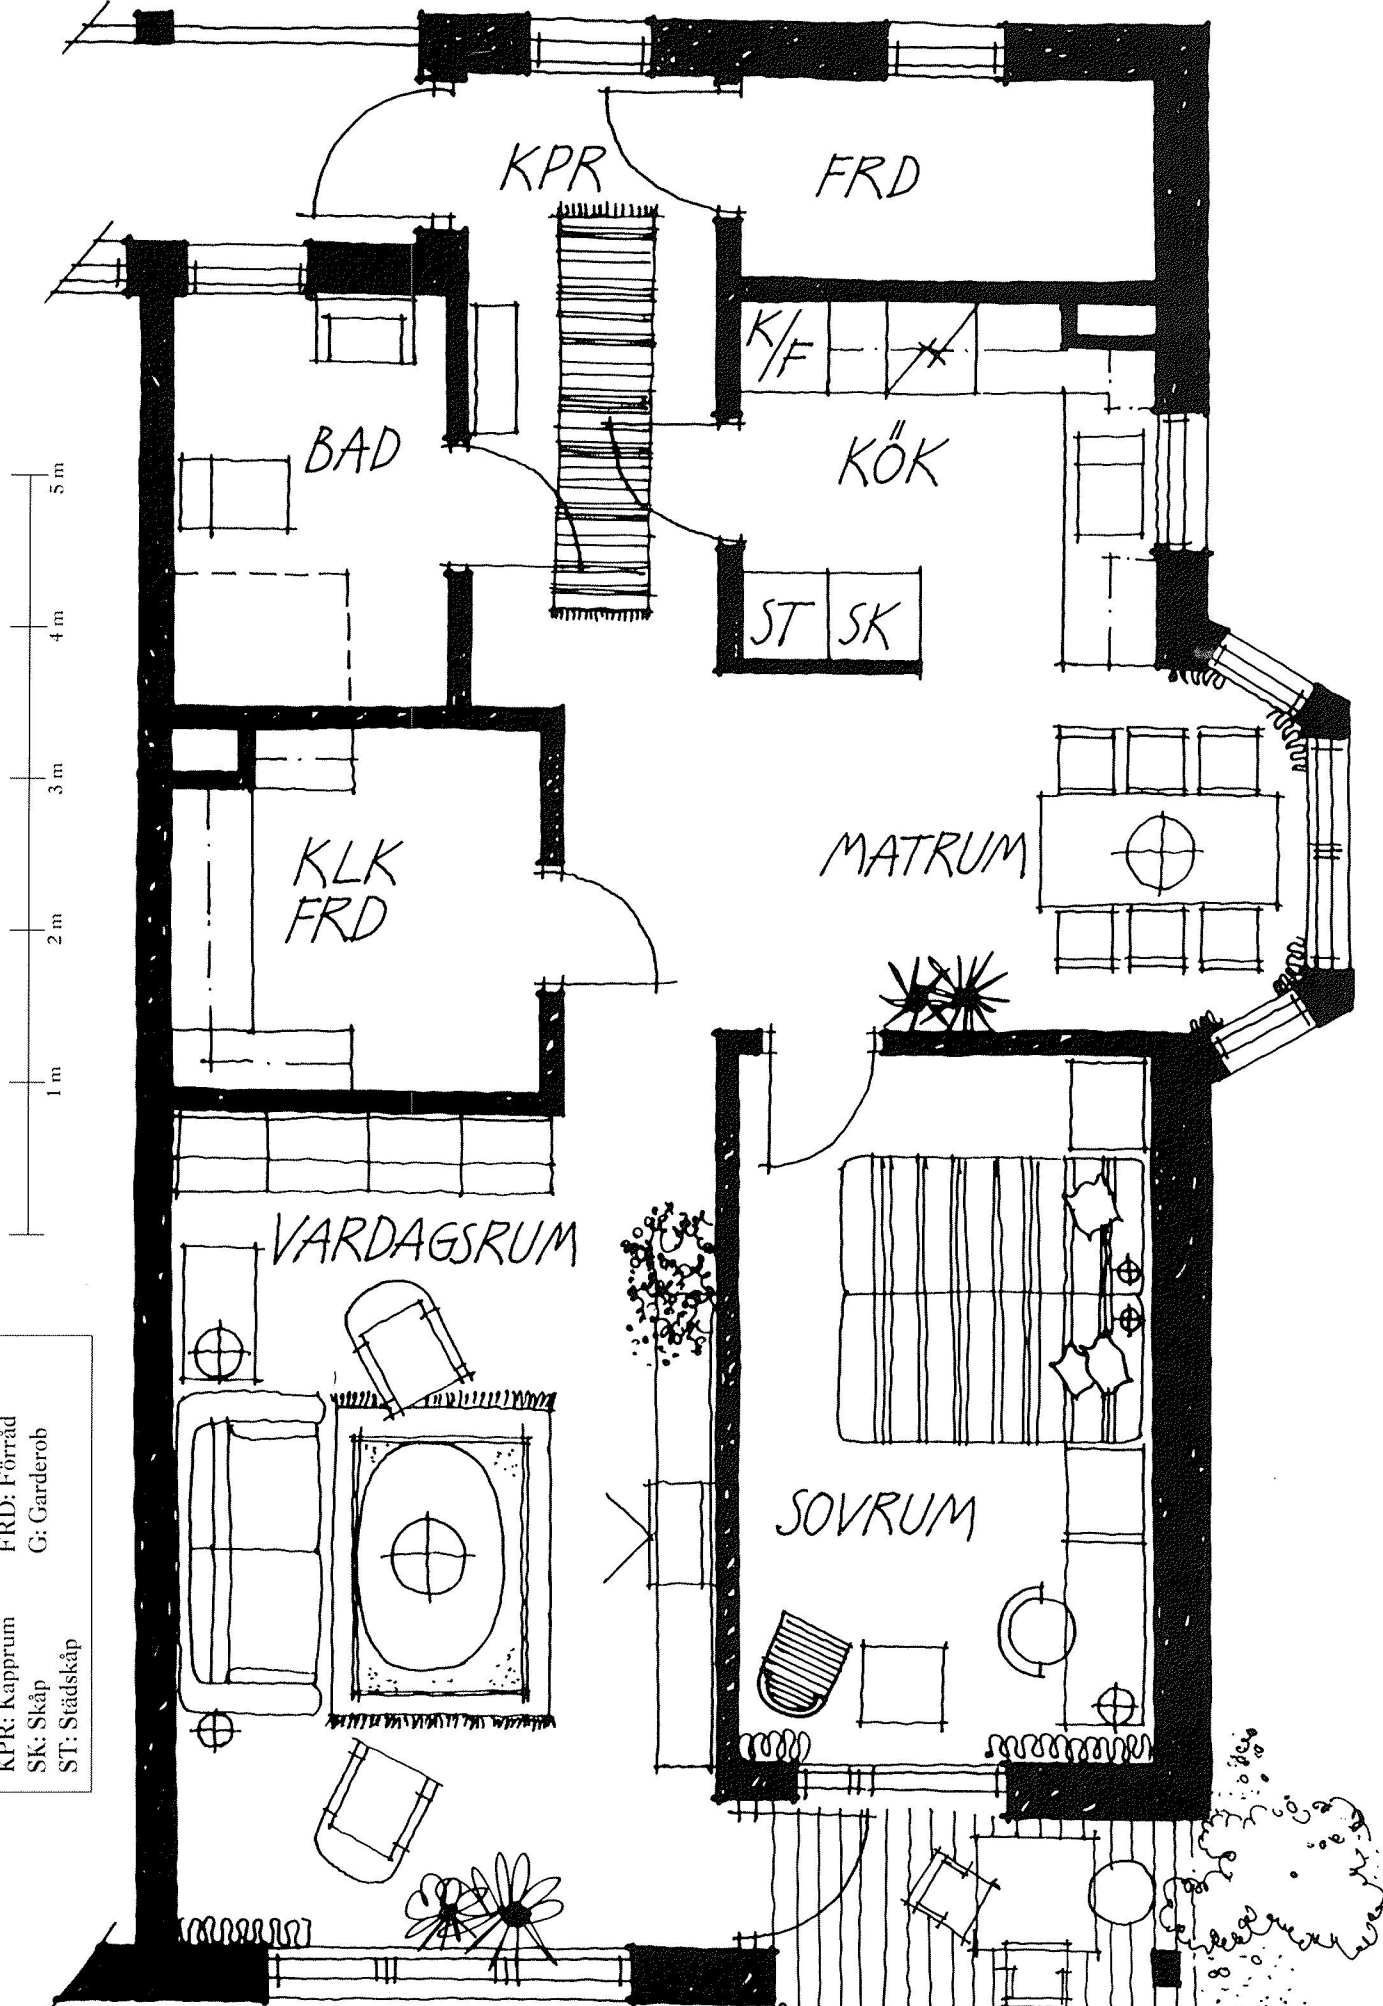 KPR
FRD
K/F
BAD
KÖK
ST
SK
MATRUM
KLK
FRD
VARDAGSRUM
SOVRUM
5 m
4 m
3 m
2 m
1 m
KPR: Kapprum
FRD: Förråd
SK: Skåp
G: Garderob
ST: Städskåp